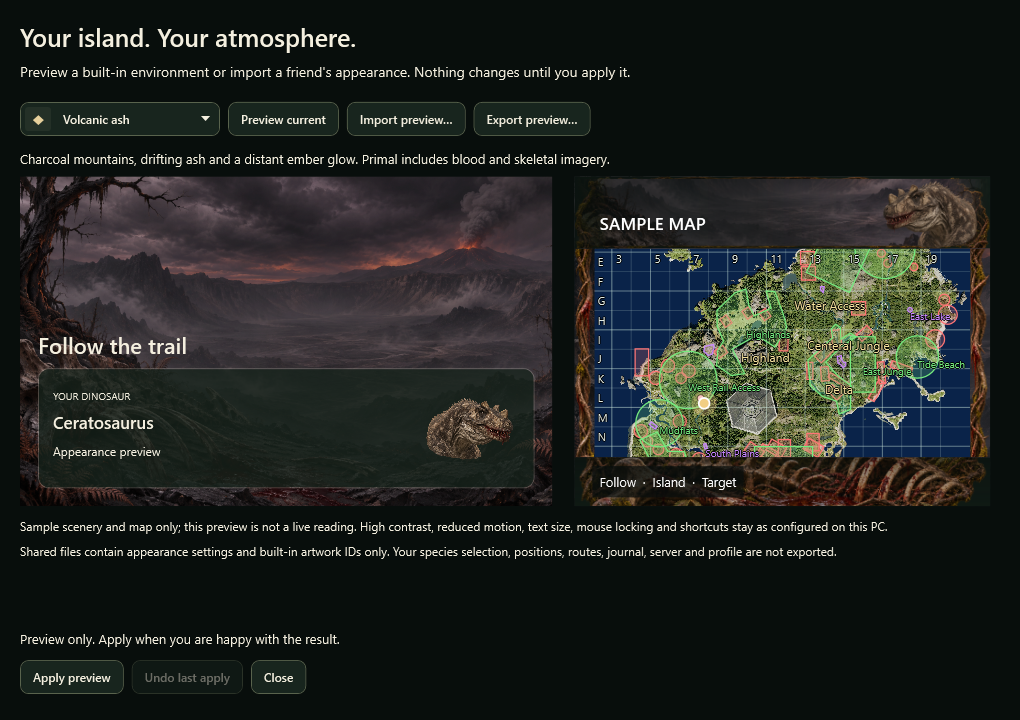 Your island. Your atmosphere.
Preview a built-in environment or import a friend's appearance. Nothing changes until you apply it.
Volcanic ash
Preview current
Import preview...
Export preview...
Charcoal mountains, drifting ash and a distant ember glow. Primal includes blood and skeletal imagery.
Follow the trail
YOUR DINOSAUR
Ceratosaurus
Appearance preview
SAMPLE MAP
3 5 7 9 11 13 15 17 19
E
F
G
H
I
J
K
L
M
N
Water Access
East Lake
Highlands
Highland
Centeral Jungle
Tide Beach
East Jungle
West Rail Access
Delta
Mudflats
South Plains
Follow · Island · Target
Sample scenery and map only; this preview is not a live reading. High contrast, reduced motion, text size, mouse locking and shortcuts stay as configured on this PC.
Shared files contain appearance settings and built-in artwork IDs only. Your species selection, positions, routes, journal, server and profile are not exported.
Preview only. Apply when you are happy with the result.
Apply preview
Undo last apply
Close